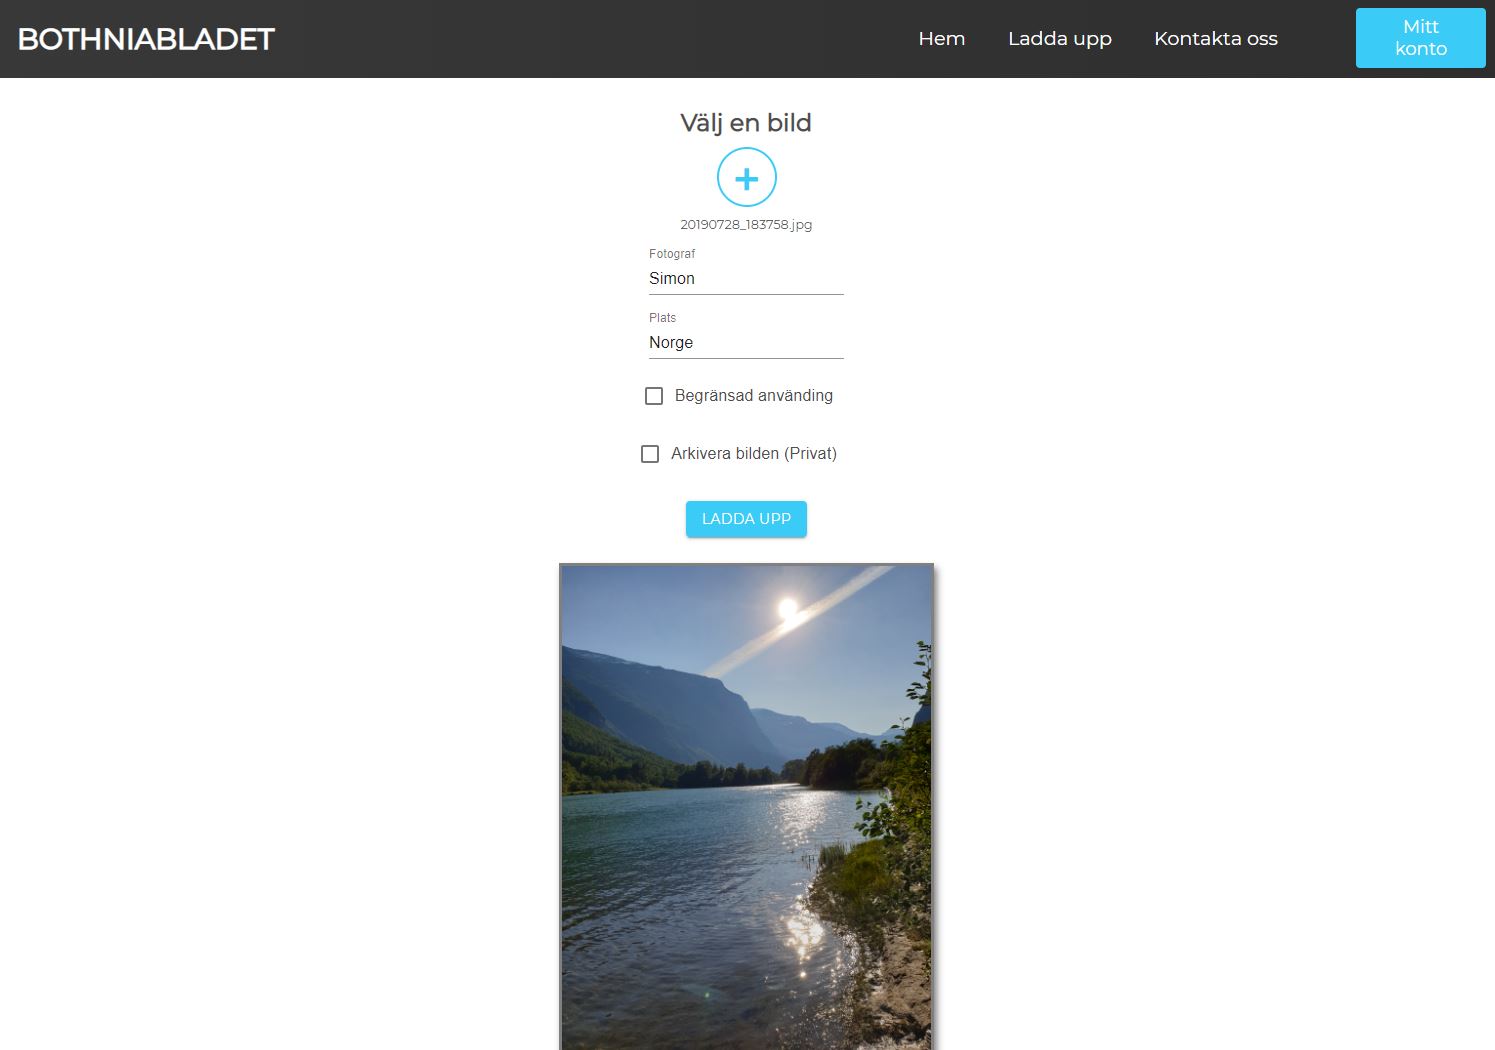 BOTHNIABLADET
Hem
Ladda upp
Kontakta oss
Mitt
konto
Välj en bild
+
20190728_183758.jpg
Fotograf
Simon
Plats
Norge
Begränsad använding
Arkivera bilden (Privat)
LADDA UPP